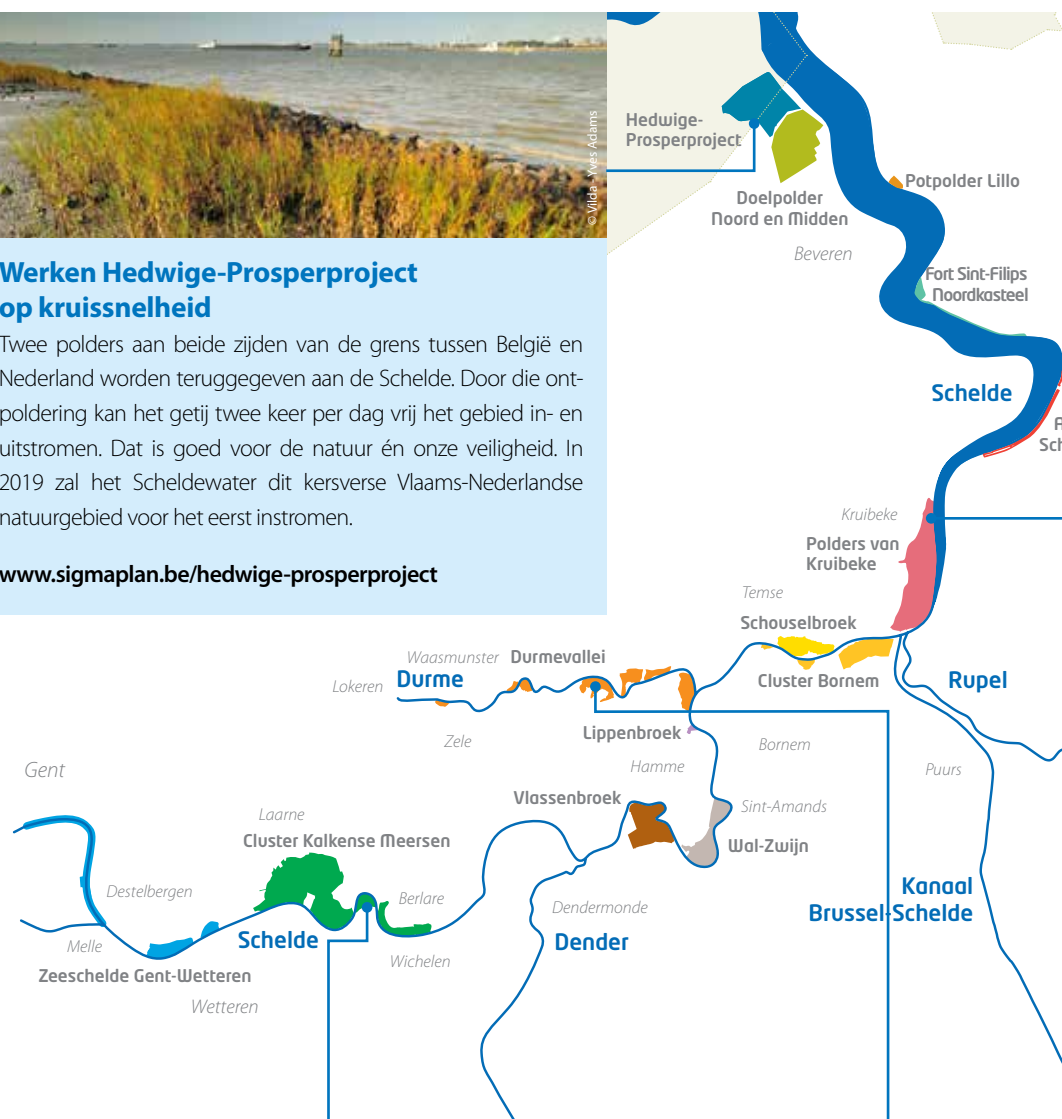 © Vilda - Yves Adams
Werken Hedwige-Prosperproject
op kruissnelheid
Twee polders aan beide zijden van de grens tussen België en
Nederland worden teruggegeven aan de Schelde. Door die ont-
poldering kan het getij twee keer per dag vrij het gebied in- en
uitstromen. Dat is goed voor de natuur én onze veiligheid. In
2019 zal het Scheldewater dit kersverse Vlaams-Nederlandse
natuurgebied voor het eerst instromen.
www.sigmaplan.be/hedwige-prosperproject
Hedwige-
Prosperproject
Doelpolder
Noord en Midden
Potpolder Lillo
Beveren
Fort Sint-Filips
Noordkasteel
Schelde
Kruibeke
Polders van
Kruibeke
Temse
Schouselbroek
Waasmunster
Durmevallei
Lokeren
Durme
Cluster Bornem
Rupel
Zele
Lippenbroek
Bornem
Hamme
Puurs
Gent
Vlassenbroek
Sint-Amands
Laarne
Cluster Kalkense Meersen
Wal-Zwijn
Destelbergen
Berlare
Dendermonde
Kanaal
Brussel-Schelde
Melle
Schelde
Dender
Wichelen
Zeeschelde Gent-Wetteren
Wetteren